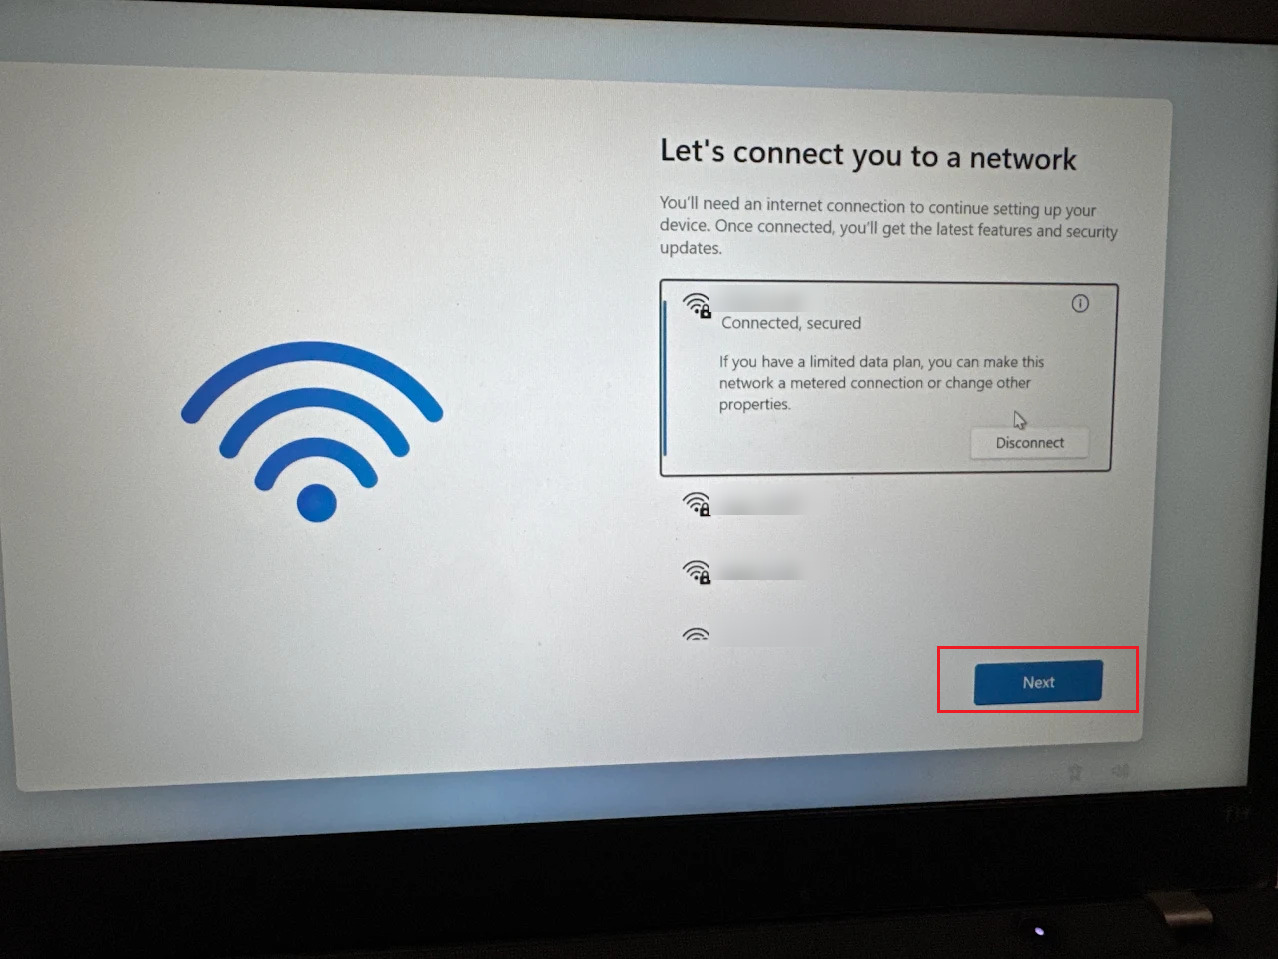 Let's connect you to a network
You'll need an internet connection to continue setting up your
device. Once connected, you'll get the latest features and security
updates.
Connected, secured
If you have a limited data plan, you can make this
network a metered connection or change other
properties.
Disconnect
Next